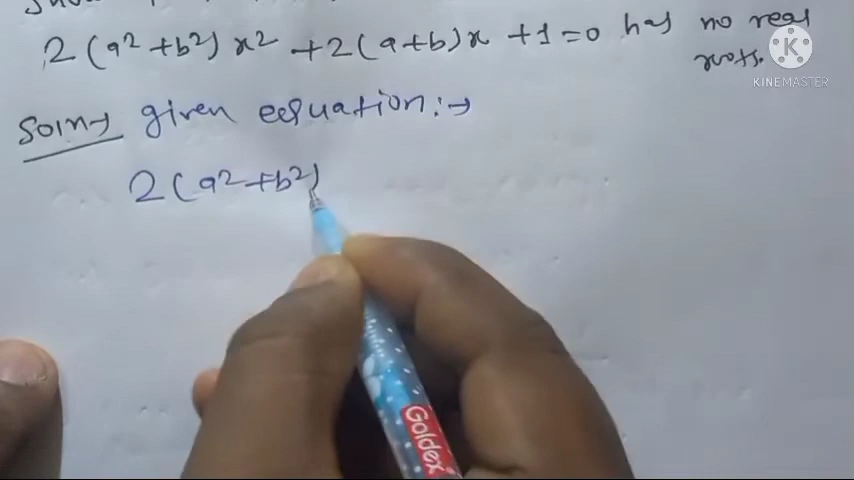 2(a²+b²)x² +2(a+b)x +1=0 has no real
roots.
KINEMASTER
Soln→ given equation:→
2(a²+b²)
Goldex